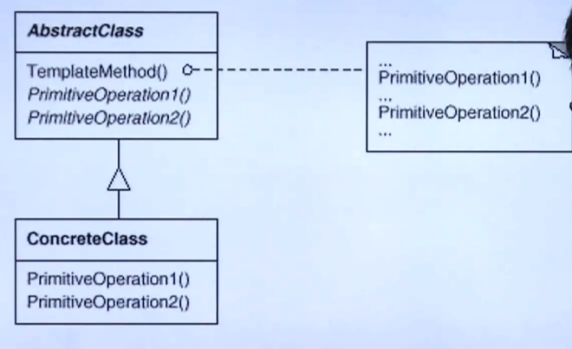 AbstractClass
TemplateMethod()
PrimitiveOperation1()
PrimitiveOperation2()
...
PrimitiveOperation1()
...
PrimitiveOperation2()
...
ConcreteClass
PrimitiveOperation1()
PrimitiveOperation2()